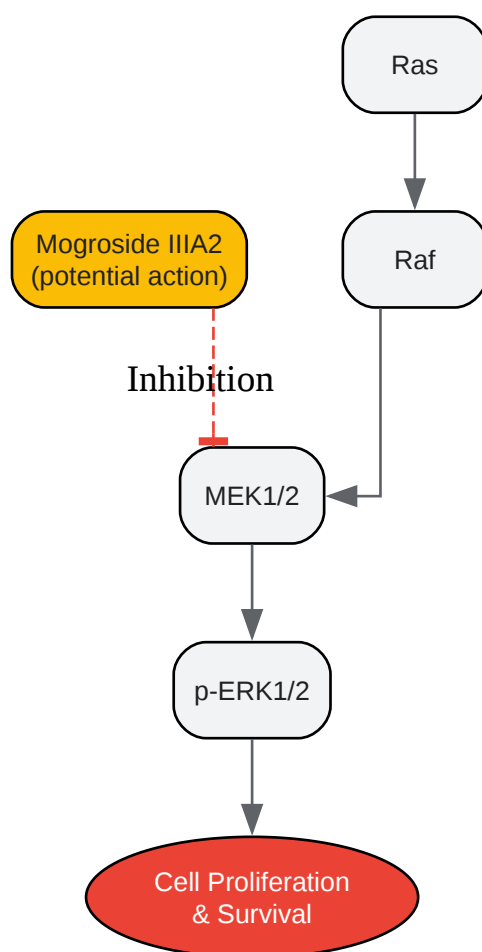 Ras
Mogroside IIIA2
(potential action)
Raf
Inhibition
MEK1/2
p-ERK1/2
Cell Proliferation
& Survival